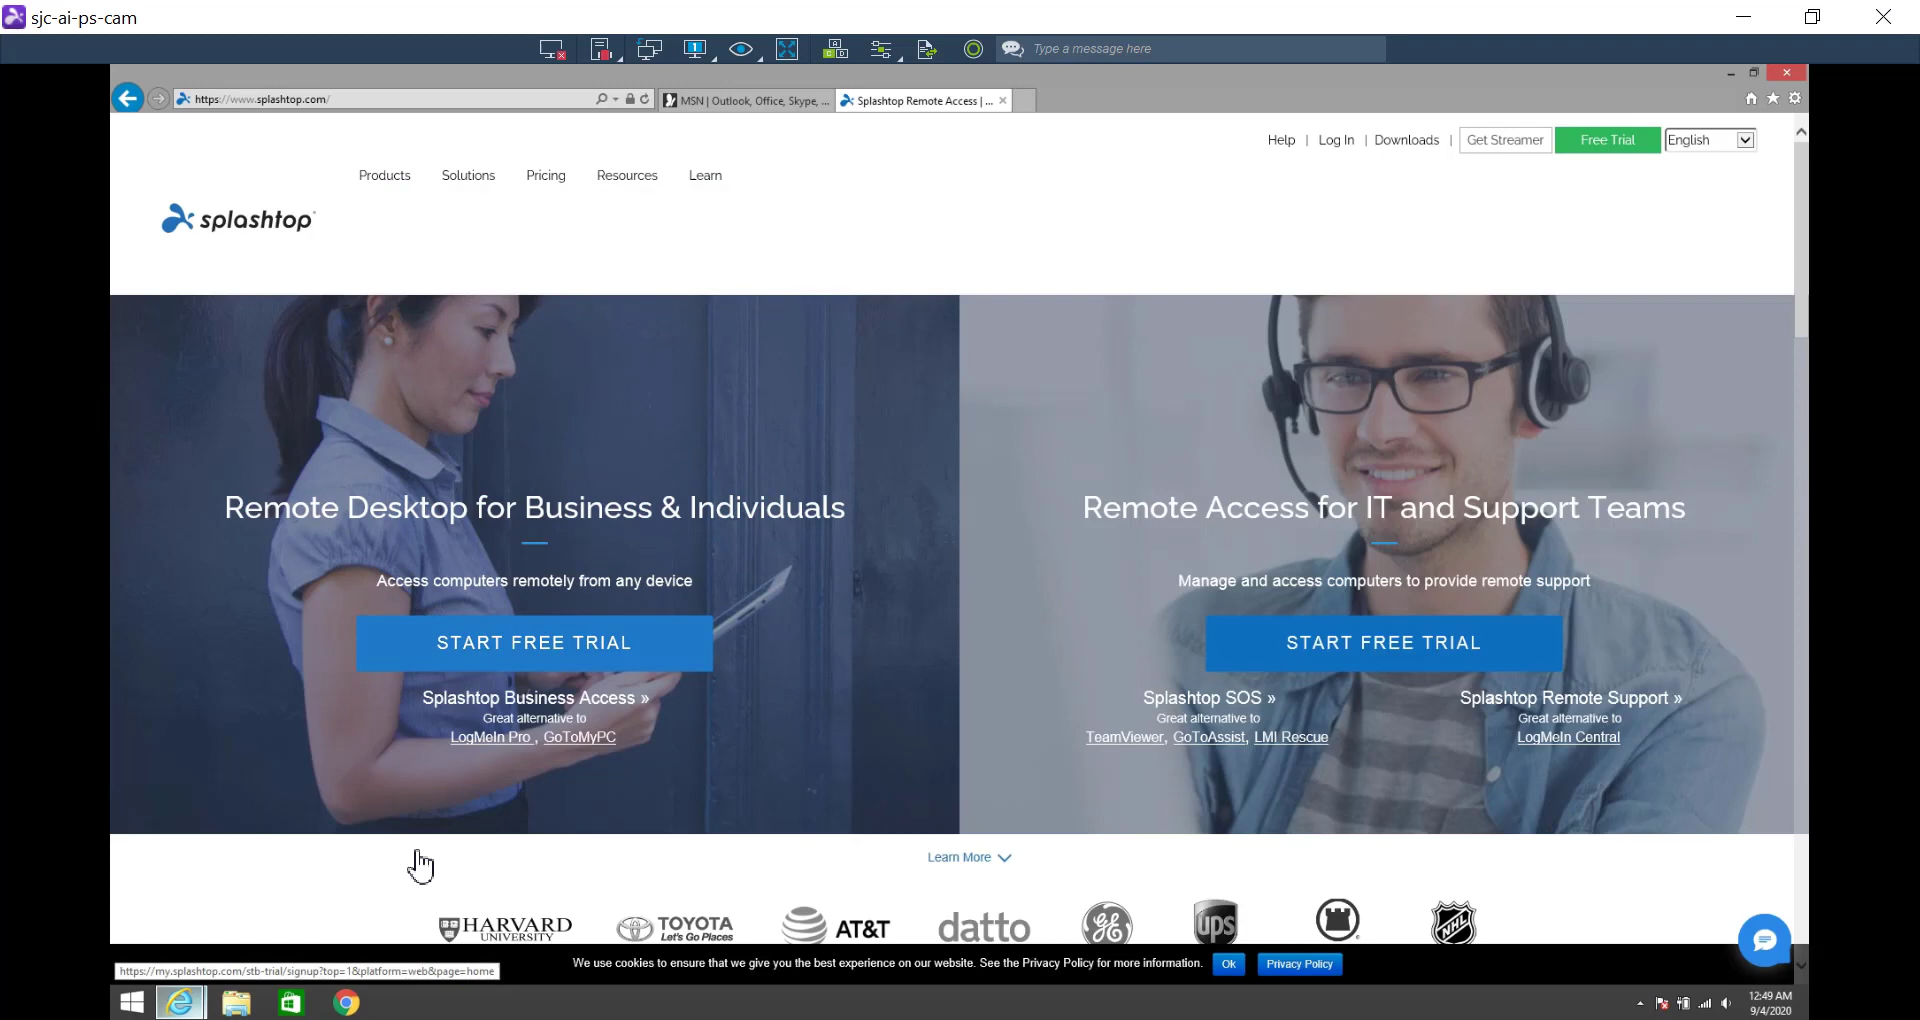 sjc-ai-ps-cam
1
Type a message here
https://www.splashtop.com/
MSN | Outlook, Office, Skype, ...
Splashtop Remote Access | ...
Help | Log In | Downloads | Get Streamer Free Trial English
Products Solutions Pricing Resources Learn
splashtop
Remote Desktop for Business & Individuals
Access computers remotely from any device
START FREE TRIAL
Splashtop Business Access »
Great alternative to
LogMeIn Pro , GoToMyPC
Remote Access for IT and Support Teams
Manage and access computers to provide remote support
START FREE TRIAL
Splashtop SOS »
Great alternative to
TeamViewer, GoToAssist, LMI Rescue
Splashtop Remote Support »
Great alternative to
LogMeIn Central
Learn More
HARVARD
UNIVERSITY
TOYOTA
Let's Go Places
AT&T
datto
GE
ups
NHL
We use cookies to ensure that we give you the best experience on our website. See the Privacy Policy for more information. Ok Privacy Policy
https://my.splashtop.com/stb-trial/signup?top=1&platform=web&page=home
12:49 AM
9/4/2020